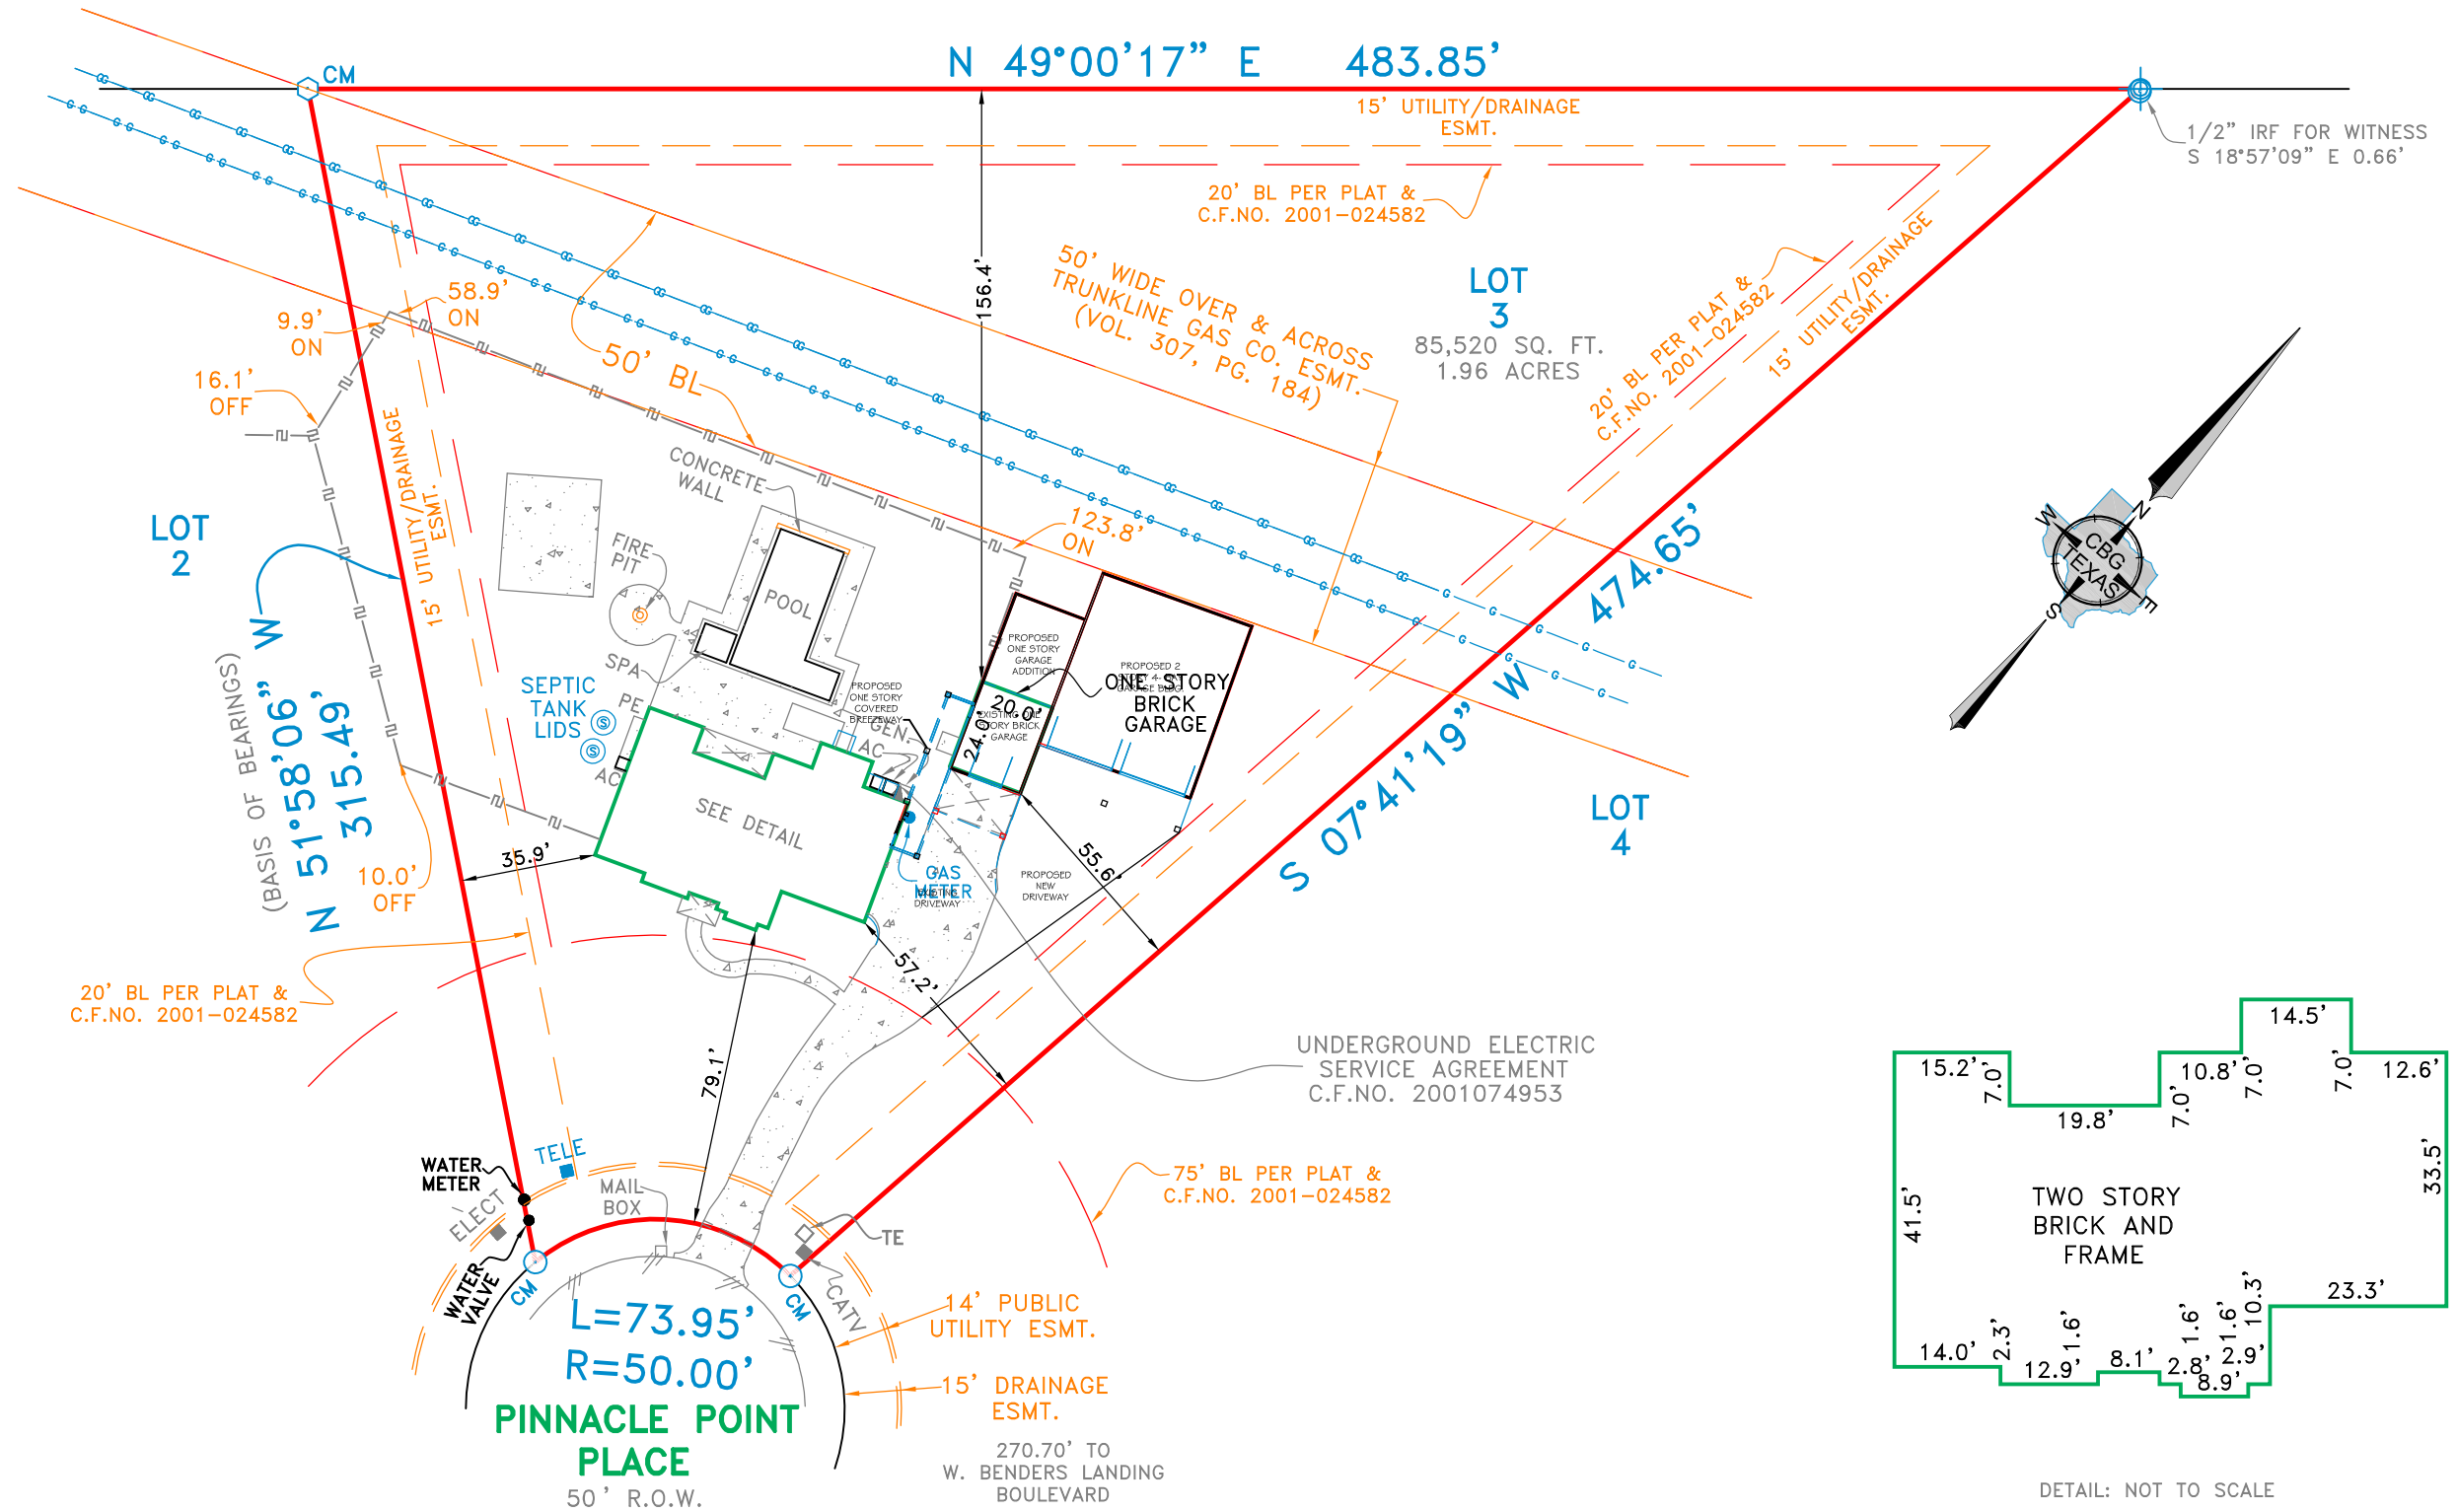 N 49°00'17” E 483.85'
CM
15' UTILITY/DRAINAGE
ESMT.
1/2” IRF FOR WITNESS
S 18°57'09” E 0.66'
20' BL PER PLAT &
C.F.NO. 2001-024582
50' WIDE OVER & ACROSS
TRUNKLINE GAS CO. ESMT.
(VOL. 307, PG. 184)
LOT
3
85,520 SQ. FT.
1.96 ACRES
20' BL PER PLAT &
C.F.NO. 2001-024582
15' UTILITY/DRAINAGE
ESMT.
156.4'
58.9'
ON
9.9'
ON
16.1'
OFF
50' BL
15' UTILITY/DRAINAGE
ESMT.
CONCRETE
WALL
123.8'
ON
LOT
2
FIRE
PIT
POOL
SPA
SEPTIC
TANK
LIDS
S
S
PE
AC
PROPOSED
ONE STORY
COVERED
BREEZEWAY
GEN.
AC
PROPOSED
ONE STORY
GARAGE
ADDITION
PROPOSED 2
ONE STORY
BRICK
GARAGE
20.0'
24.0'
EXISTING ONE
STORY BRICK
GARAGE
N 51°58'06” W
315.49'
(BASIS OF BEARINGS)
S 07°41'19” W 474.65'
LOT
4
W
N
CBG
TEXAS
S
E
SEE DETAIL
35.9'
10.0'
OFF
GAS
METER
EXISTING
DRIVEWAY
PROPOSED
NEW
DRIVEWAY
55.6'
57.2'
79.1'
20' BL PER PLAT &
C.F.NO. 2001-024582
UNDERGROUND ELECTRIC
SERVICE AGREEMENT
C.F.NO. 2001074953
75' BL PER PLAT &
C.F.NO. 2001-024582
WATER
METER
TELE
ELECT
MAIL
BOX
WATER
VALVE
CM
CM
TE
CATV
L=73.95'
R=50.00'
PINNACLE POINT
PLACE
50' R.O.W.
14' PUBLIC
UTILITY ESMT.
15' DRAINAGE
ESMT.
270.70' TO
W. BENDERS LANDING
BOULEVARD
14.5'
15.2'
7.0'
19.8'
7.0'
10.8'
7.0'
7.0'
12.6'
41.5'
TWO STORY
BRICK AND
FRAME
33.5'
23.3'
14.0'
2.3'
12.9'
1.6'
8.1'
2.8'
1.6'
8.9'
1.6'
2.9'
10.3'
DETAIL: NOT TO SCALE